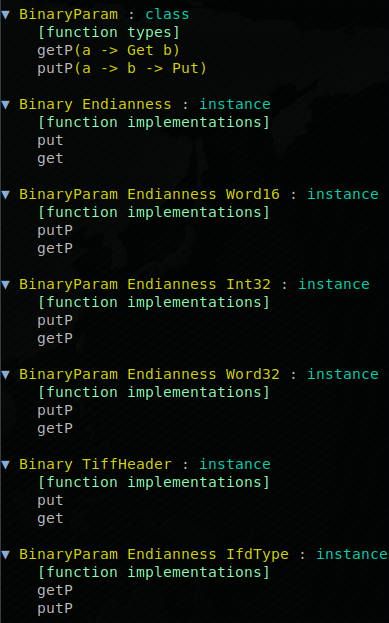 ▼ BinaryParam : class
[function types]
getP(a -> Get b)
putP(a -> b -> Put)
▼ Binary Endianness : instance
[function implementations]
put
get
▼ BinaryParam Endianness Word16 : instance
[function implementations]
putP
getP
▼ BinaryParam Endianness Int32 : instance
[function implementations]
putP
getP
▼ BinaryParam Endianness Word32 : instance
[function implementations]
putP
getP
▼ Binary TiffHeader : instance
[function implementations]
put
get
▼ BinaryParam Endianness IfdType : instance
[function implementations]
getP
putP